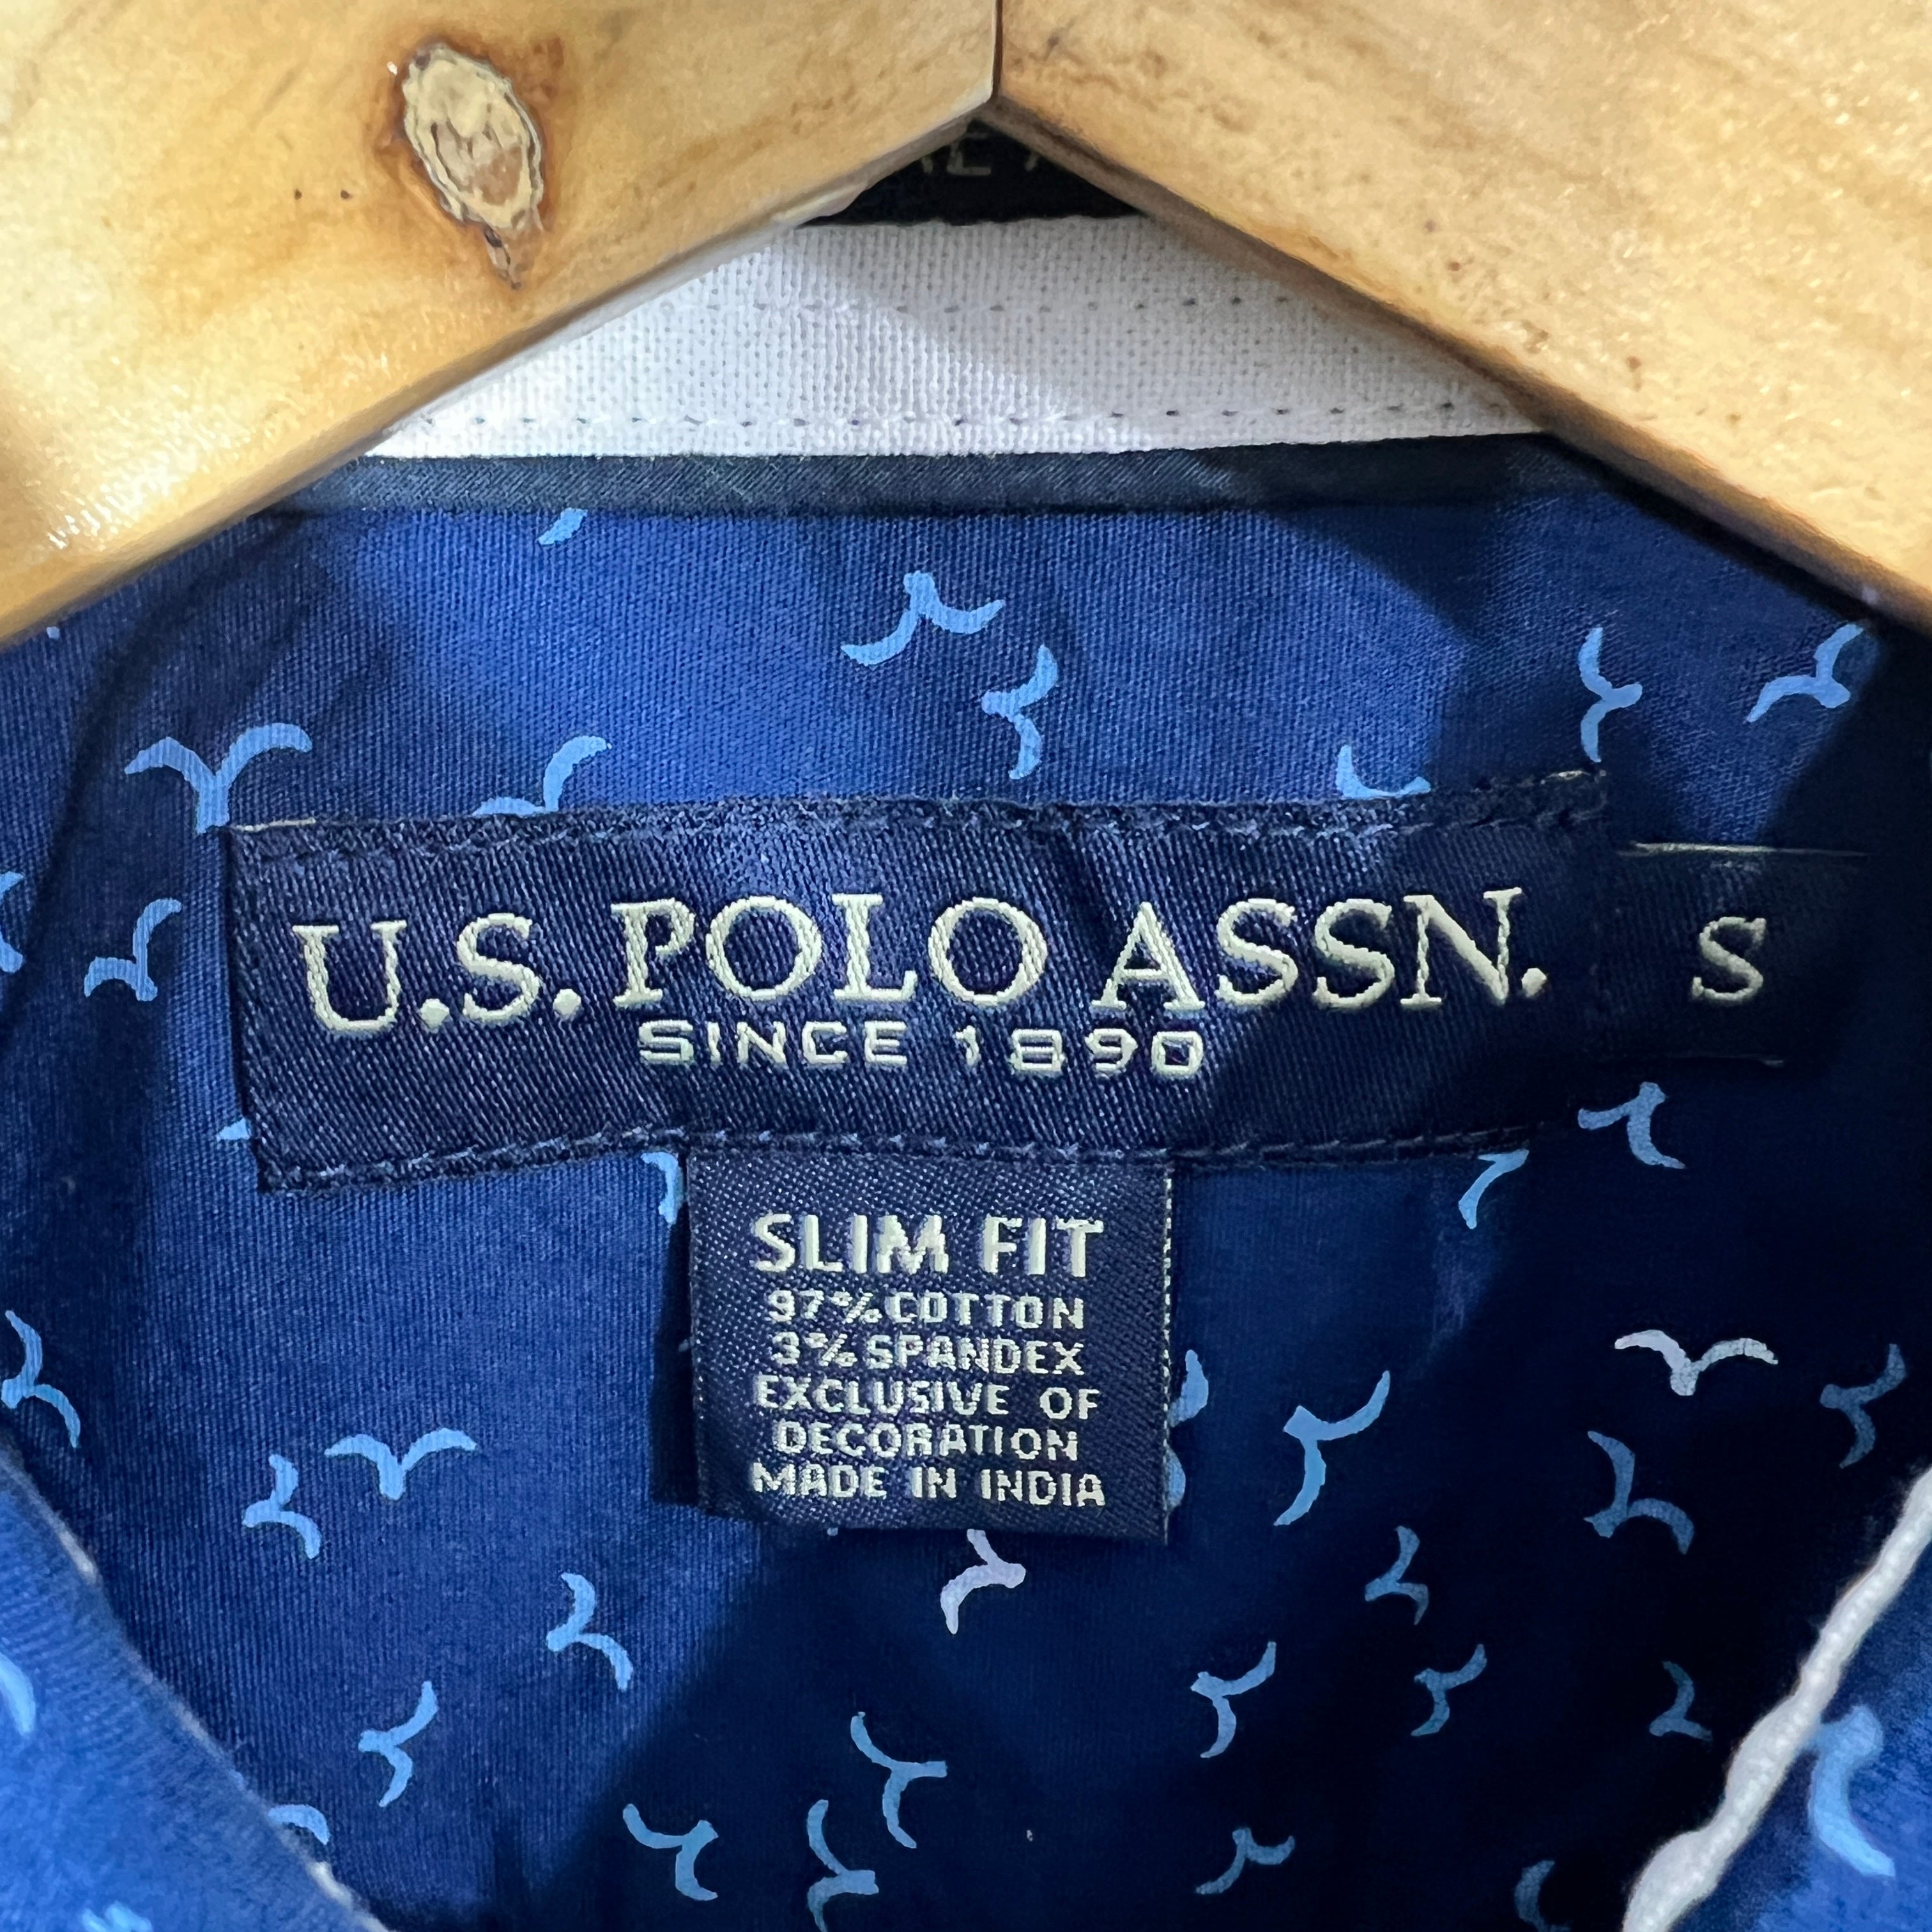 U.S. POLO ASSN.
SINCE 1890
S
SLIM FIT
97% COTTON
3% SPANDEX
EXCLUSIVE OF
DECORATION
MADE IN INDIA